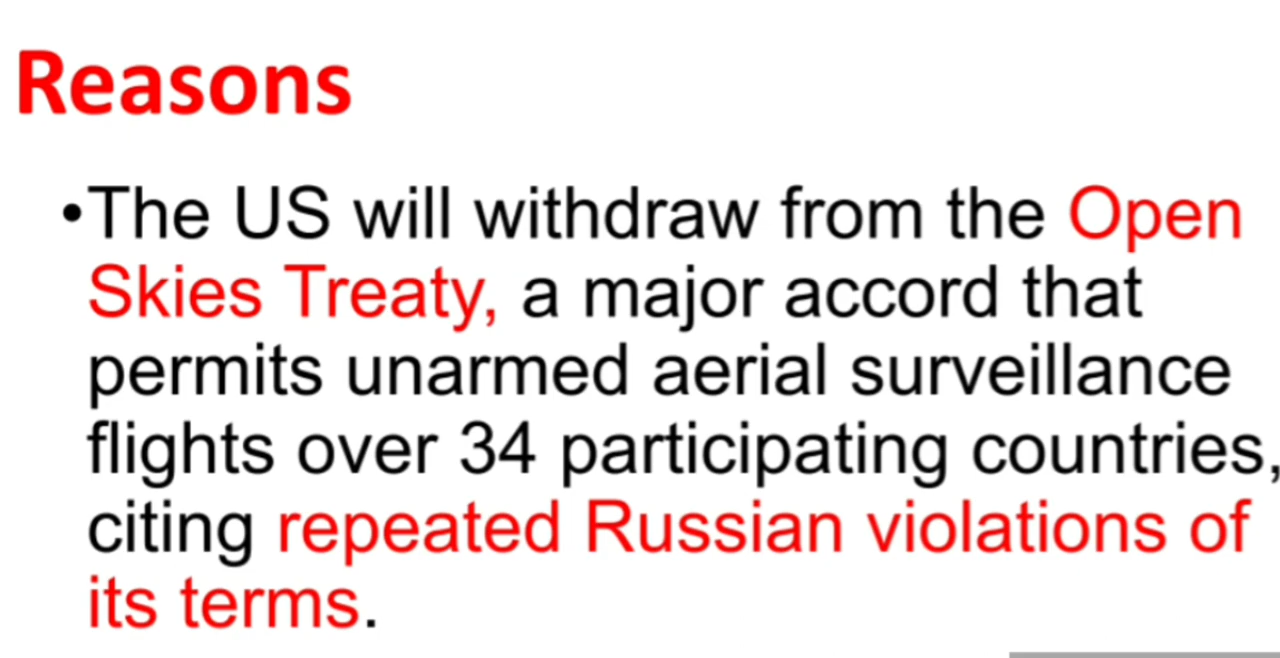 Reasons
•The US will withdraw from the Open
Skies Treaty, a major accord that
permits unarmed aerial surveillance
flights over 34 participating countries,
citing repeated Russian violations of
its terms.